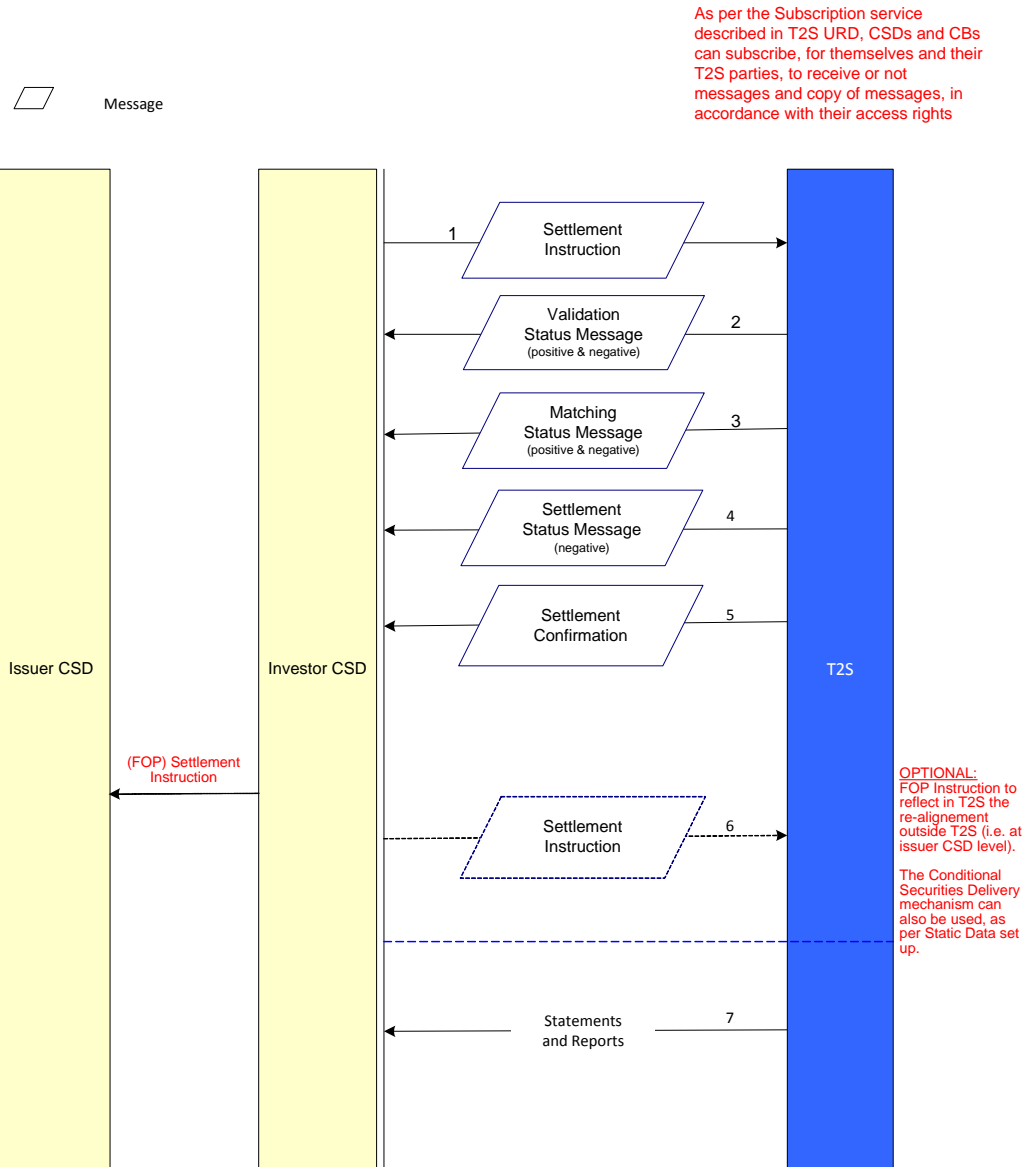 As per the Subscription service
described in T2S URD, CSDs and CBs
can subscribe, for themselves and their
T2S parties, to receive or not
messages and copy of messages, in
accordance with their access rights
Message
1
Settlement
Instruction
Validation
Status Message
(positive & negative)
2
Matching
Status Message
(positive & negative)
3
Settlement
Status Message
(negative)
4
Settlement
Confirmation
5
Issuer CSD
Investor CSD
T2S
(FOP) Settlement
Instruction
Settlement
Instruction
6
OPTIONAL:
FOP Instruction to
reflect in T2S the
re-alignement
outside T2S (i.e. at
issuer CSD level).
The Conditional
Securities Delivery
mechanism can
also be used, as
per Static Data set
up.
Statements
and Reports
7